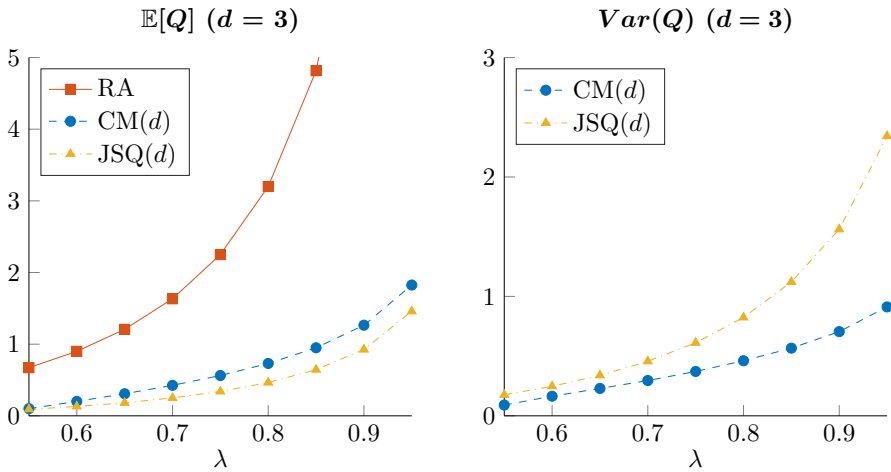 𝔼[Q] (d = 3)
5
4
3
2
1
0
RA
CM(d)
JSQ(d)
0.6 0.7 0.8 0.9
λ
Var(Q) (d = 3)
3
2
1
0
CM(d)
JSQ(d)
0.6 0.7 0.8 0.9
λ